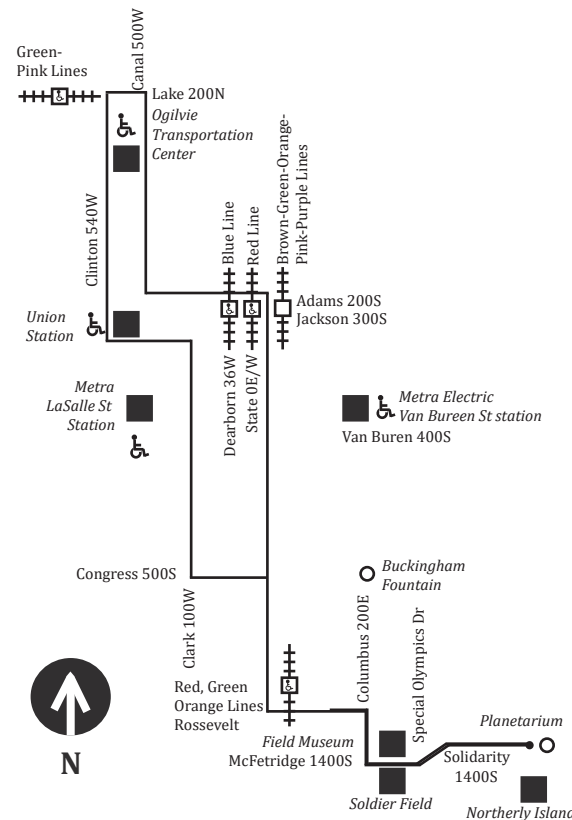 Green-
Pink Lines
Canal 500W
Lake 200N
Ogilvie
Transportation
Center
Clinton 540W
Blue Line
Red Line
Brown-Green-Orange-
Pink-Purple Lines
Adams 200S
Jackson 300S
Union
Station
Metra
LaSalle St
Station
Dearborn 36W
State 0E/W
Metra Electric
Van Bureen St station
Van Buren 400S
Congress 500S
Clark 100W
Buckingham
Fountain
Columbus 200E
Special Olympics Dr
Red, Green
Orange Lines
Rossevelt
Field Museum
McFetridge 1400S
Planetarium
Solidarity
1400S
Soldier Field
Northerly Island
N